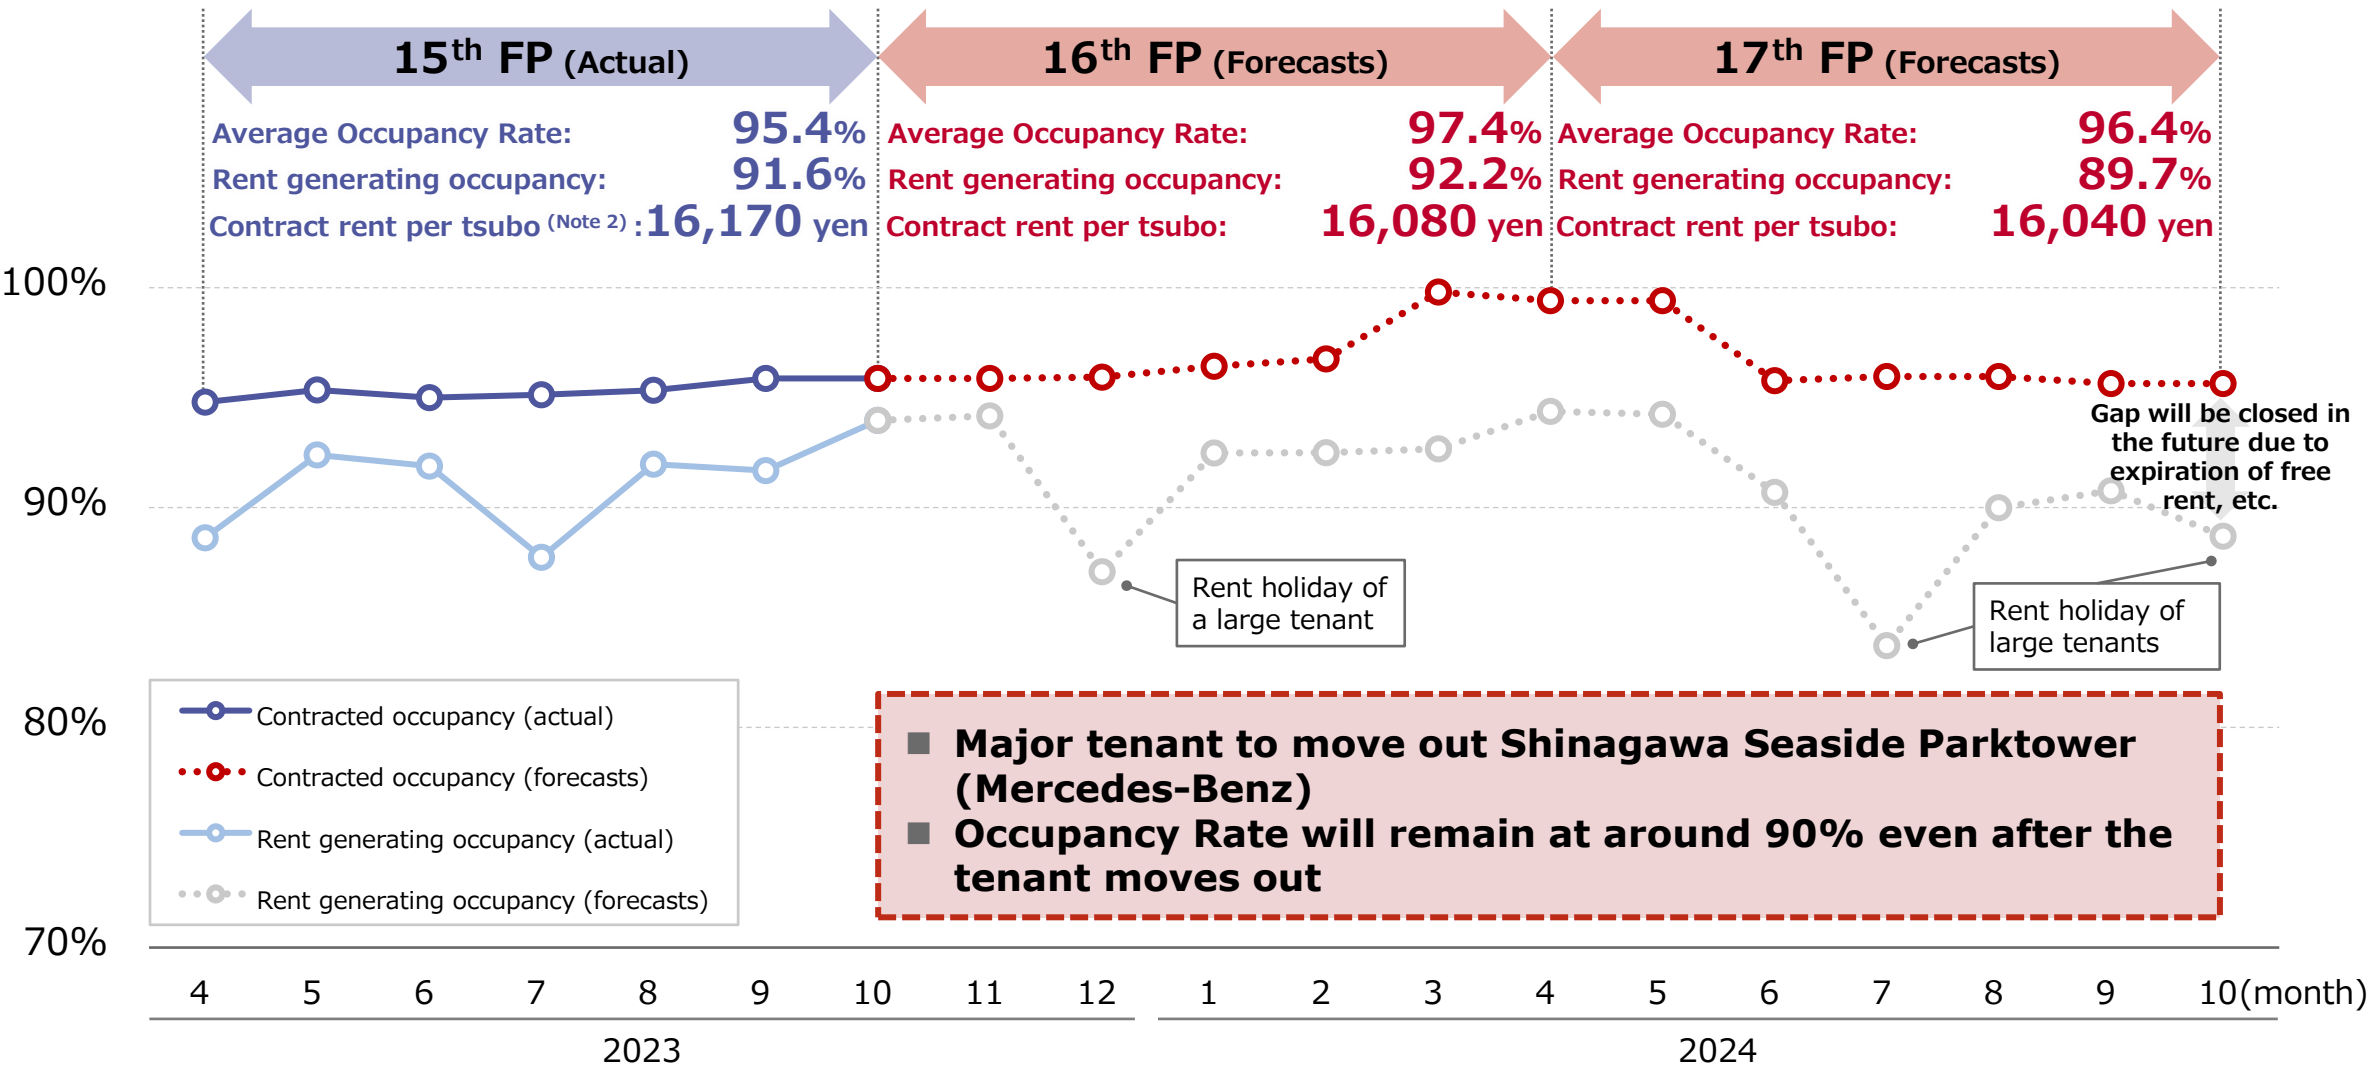 15th FP (Actual)
16th FP (Forecasts)
17th FP (Forecasts)
Average Occupancy Rate: 95.4%
Rent generating occupancy: 91.6%
Contract rent per tsubo (Note 2) : 16,170 yen
Average Occupancy Rate: 97.4%
Rent generating occupancy: 92.2%
Contract rent per tsubo: 16,080 yen
Average Occupancy Rate: 96.4%
Rent generating occupancy: 89.7%
Contract rent per tsubo: 16,040 yen
100%
90%
80%
70%
Gap will be closed in
the future due to
expiration of free
rent, etc.
Rent holiday of
a large tenant
Rent holiday of
large tenants
Contracted occupancy (actual)
Contracted occupancy (forecasts)
Rent generating occupancy (actual)
Rent generating occupancy (forecasts)
■ Major tenant to move out Shinagawa Seaside Parktower
(Mercedes-Benz)
■ Occupancy Rate will remain at around 90% even after the
tenant moves out
4 5 6 7 8 9 10 11 12 1 2 3 4 5 6 7 8 9 10 (month)
2023 2024